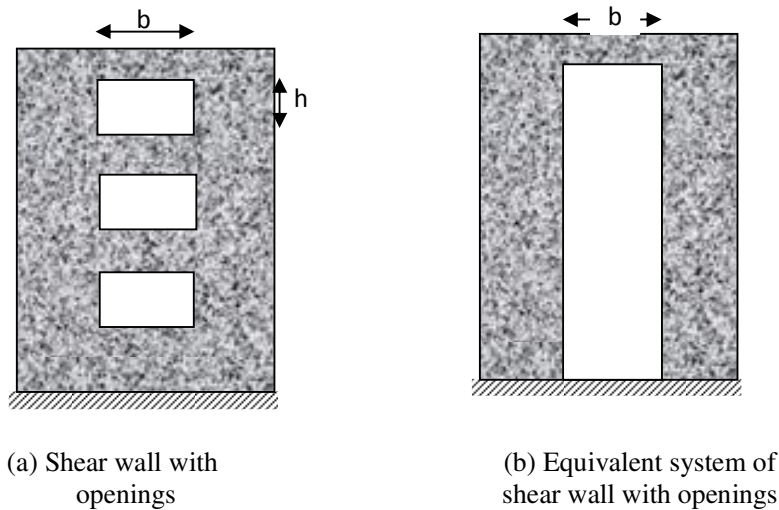 b
h
(a) Shear wall with
openings
b
(b) Equivalent system of
shear wall with openings